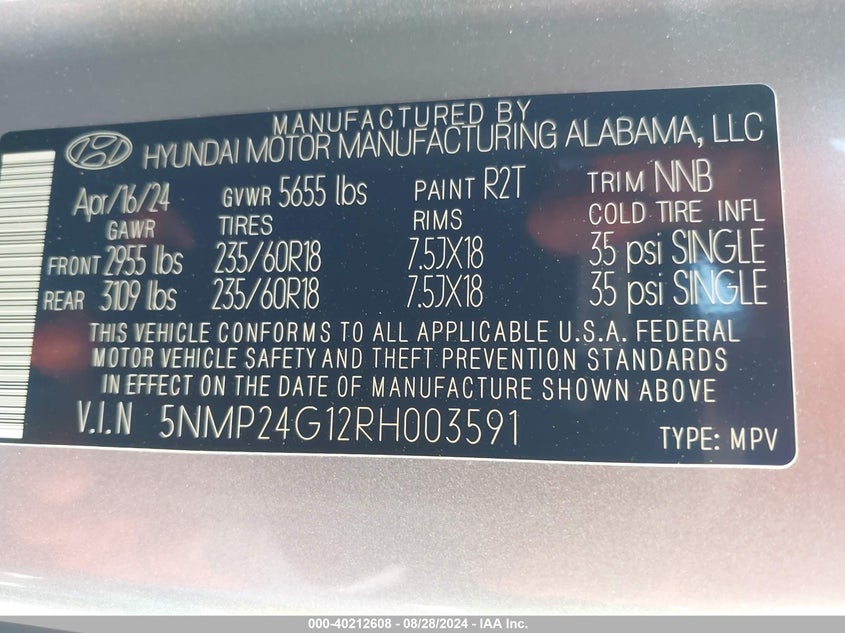 MANUFACTURED BY
HYUNDAI MOTOR MANUFACTURING ALABAMA, LLC
Apr/16/24 GVWR 5655 lbs PAINT R2T TRIM NNB
GAWR TIRES RIMS COLD TIRE INFL
FRONT 2955 lbs 235/60R18 7.5JX18 35 psi SINGLE
REAR 3109 lbs 235/60R18 7.5JX18 35 psi SINGLE
THIS VEHICLE CONFORMS TO ALL APPLICABLE U.S.A. FEDERAL
MOTOR VEHICLE SAFETY AND THEFT PREVENTION STANDARDS
IN EFFECT ON THE DATE OF MANUFACTURE SHOWN ABOVE
V.I.N 5NMP24G12RH003591
TYPE: MPV
000-40212608 - 08/28/2024 - IAA Inc.